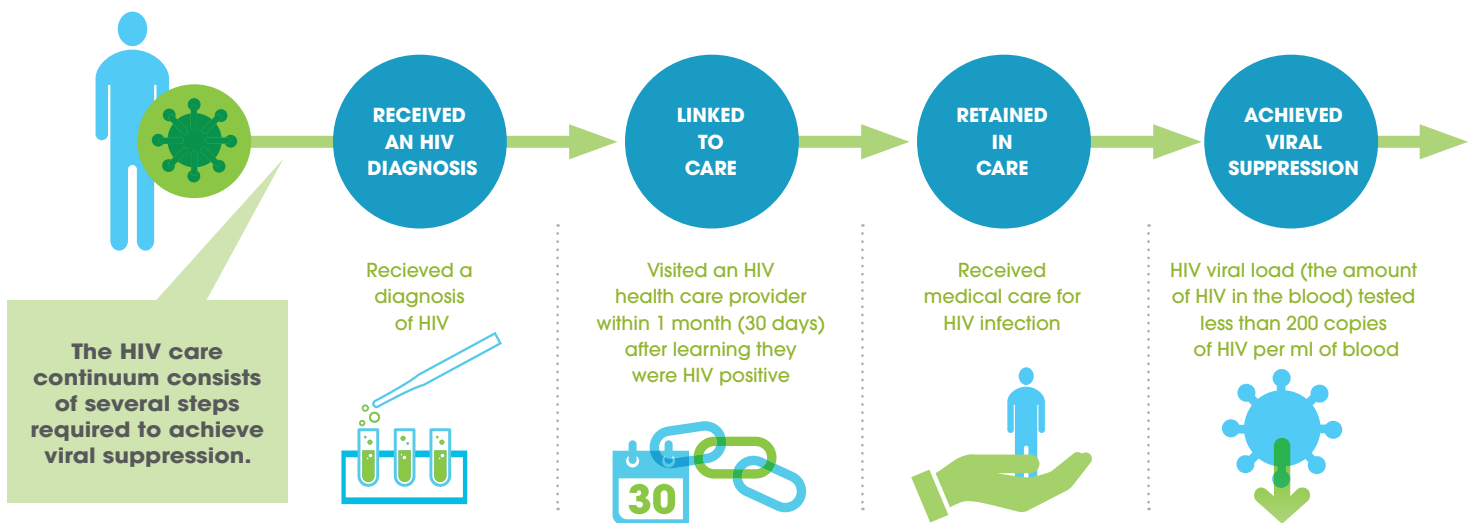 RECEIVED
AN HIV
DIAGNOSIS
LINKED
TO
CARE
RETAINED
IN
CARE
ACHIEVED
VIRAL
SUPPRESSION
The HIV care
continuum consists
of several steps
required to achieve
viral suppression.
Recieved a
diagnosis
of HIV
Visited an HIV
health care provider
within 1 month (30 days)
after learning they
were HIV positive
30
Received
medical care for
HIV infection
HIV viral load (the amount
of HIV in the blood) tested
less than 200 copies
of HIV per ml of blood